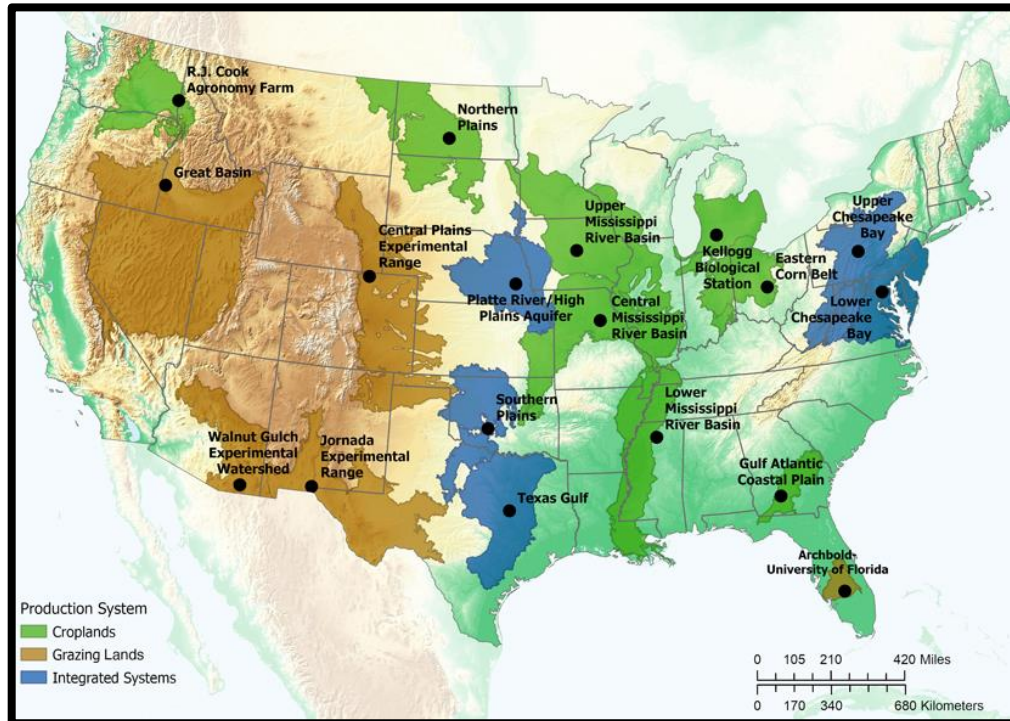 R.J. Cook
Agronomy Farm
Northern
Plains
Great Basin
Central Plains
Experimental
Range
Upper
Mississippi
River Basin
Kellogg
Biological
Station
Upper
Chesapeake
Bay
Eastern
Corn Belt
Lower
Chesapeake
Bay
Platte River/High
Plains Aquifer
Central
Mississippi
River Basin
Southern
Plains
Lower
Mississippi
River Basin
Walnut Gulch
Experimental
Watershed
Jornada
Experimental
Range
Texas Gulf
Gulf Atlantic
Coastal Plain
Archbold-
University of Florida
Production System
Croplands
Grazing Lands
Integrated Systems
0 105 210 420 Miles
0 170 340 680 Kilometers